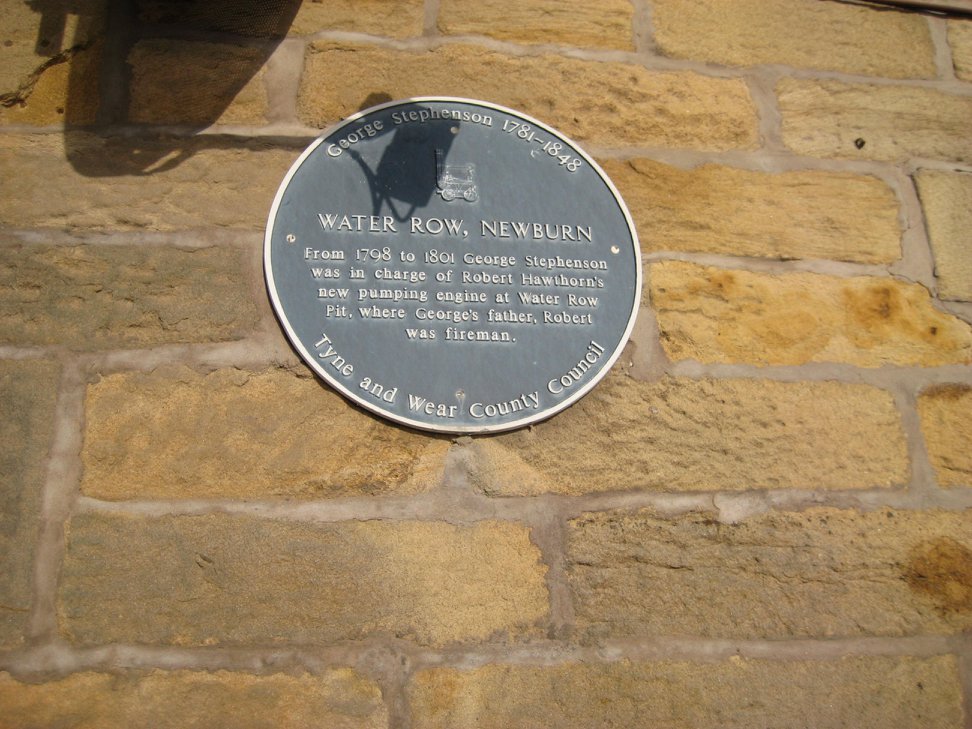 George Stephenson 1781-1848
WATER ROW, NEWBURN
From 1798 to 1801 George Stephenson
was in charge of Robert Hawthorn's
new pumping engine at Water Row
Pit, where George's father, Robert
was fireman.
Tyne and Wear County Council